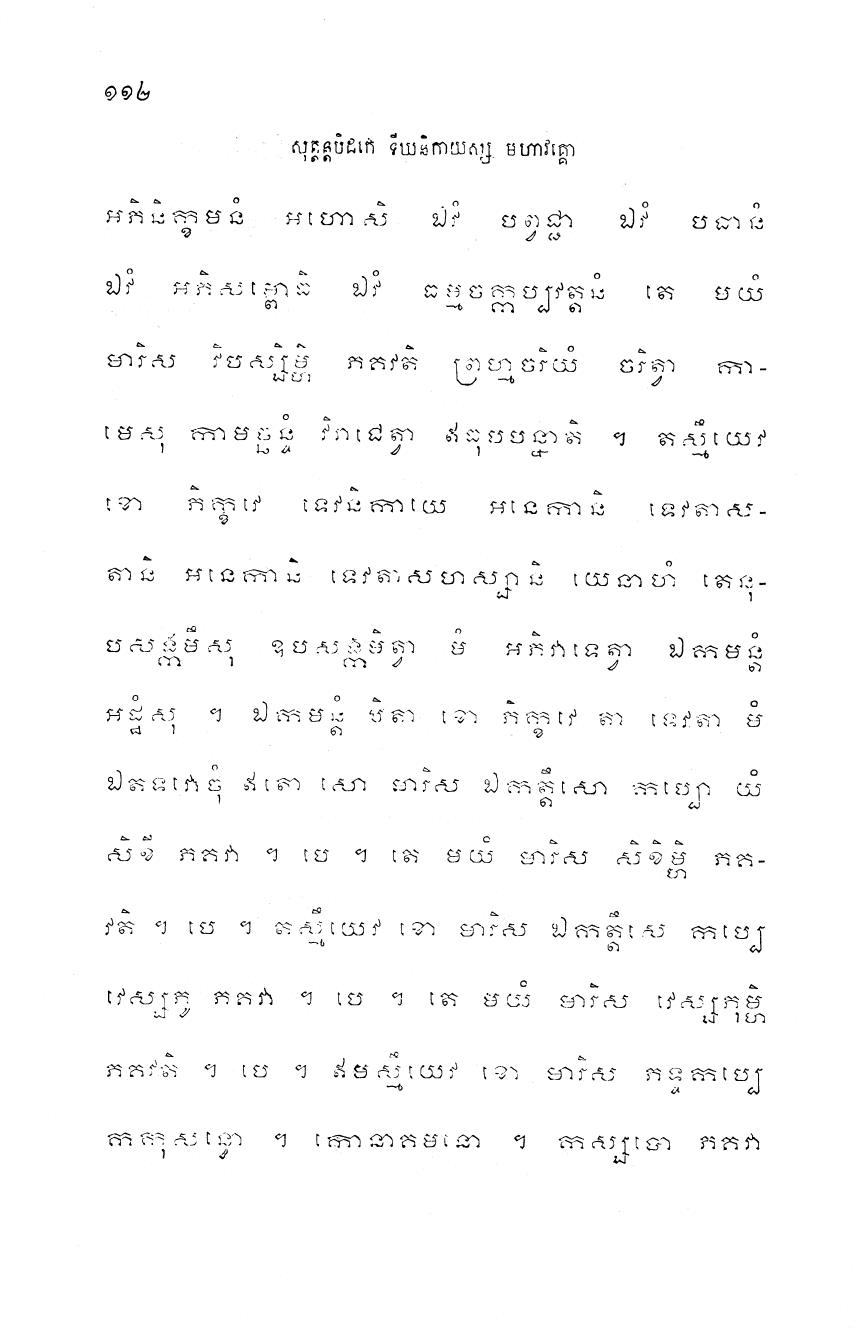 ១១២
សុត្តន្តបិដកេ ទីឃនិកាយស្ស មហាវគ្គោ
អភិនិក្ខមនំ អហោសិ ឯវំ បព្វជ្ជា ឯវំ បធានំ
ឯវំ អភិសម្ពោធិ ឯវំ ធម្មចក្កប្បវត្តនំ តេ មយំ
មារិស វិបស្សិម្ហិ ភគវតិ ព្រហ្មចរិយំ ចរិត្វា កា-
មេសុ កាមច្ឆន្ទំ វិរាជេត្វា ឥធុបបន្នាតិ ។ តស្មឹយេវ
ខោ ភិក្ខវេ ទេវនិកាយេ អនេកានិ ទេវតាស-
តានិ អនេកានិ ទេវតាសហស្សានិ យេនាហំ តេនុ-
បសង្កមឹសុ ឧបសង្កមិត្វា មំ អភិវាទេត្វា ឯកមន្តំ
អដ្ឋំសុ ។ ឯកមន្តំ ឋិតា ខោ ភិក្ខវេ តា ទេវតា មំ
ឯតទវោចុំ ឥតោ សោ មារិស ឯកត្តឹសោ កប្បោ យំ
សិខី ភគវា ។ បេ ។ តេ មយំ មារិស សិខិម្ហិ ភគ-
វតិ ។ បេ ។ តស្មឹយេវ ខោ មារិស ឯកត្តឹសេ កប្បេ
វេស្សភូ ភគវា ។ បេ ។ តេ មយំ មារិស វេស្សភុម្ហិ
ភគវតិ ។ បេ ។ ឥមស្មឹយេវ ខោ មារិស ភទ្ទកប្បេ
កកុសន្ធោ ។ កោនាគមនោ ។ កស្សបោ ភគវា